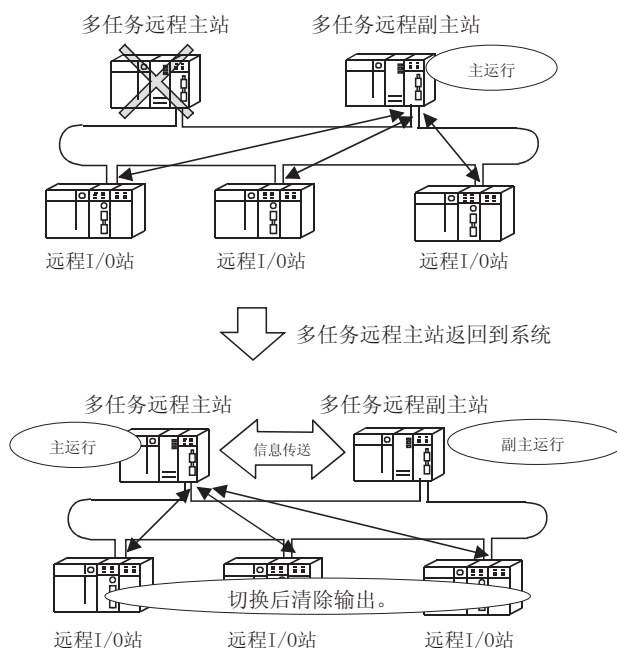 多任务远程主站 多任务远程副主站
主运行
远程I/O站 远程I/O站 远程I/O站
多任务远程主站返回到系统
多任务远程主站 多任务远程副主站
主运行 信息传送 副主运行
切换后清除输出。
远程I/O站 远程I/O站 远程I/O站